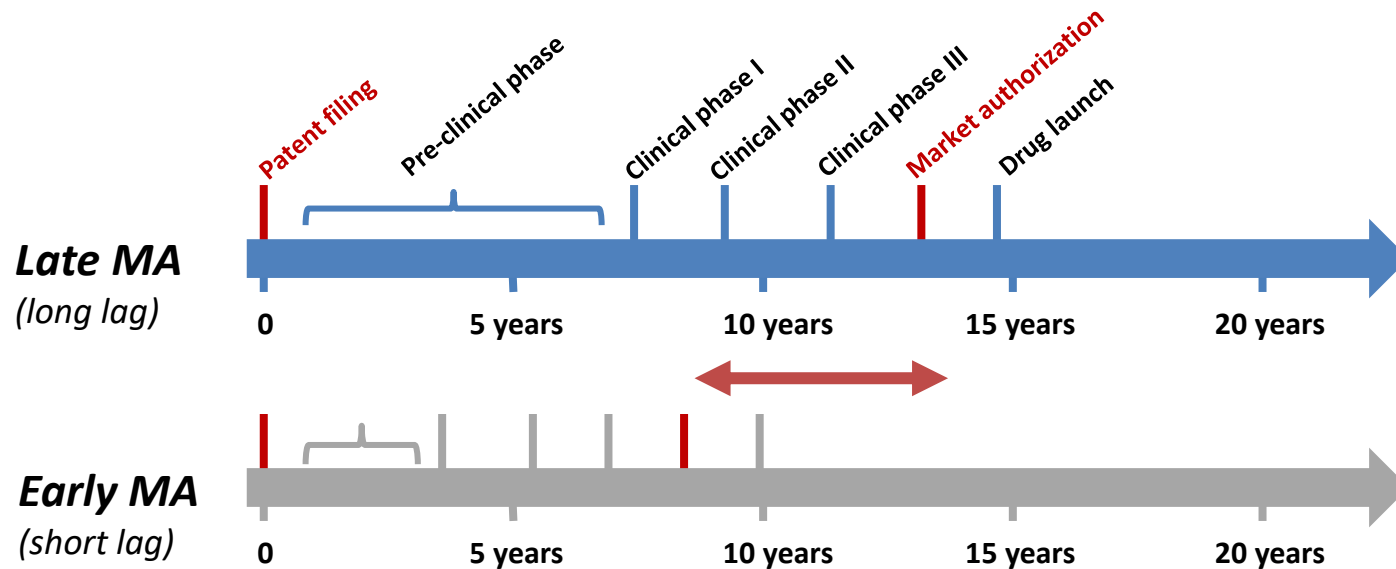 Patent filing
Pre-clinical phase
Clinical phase I
Clinical phase II
Clinical phase III
Market authorization
Drug launch
Late MA
(long lag)
0 5 years 10 years 15 years 20 years
Early MA
(short lag)
0 5 years 10 years 15 years 20 years